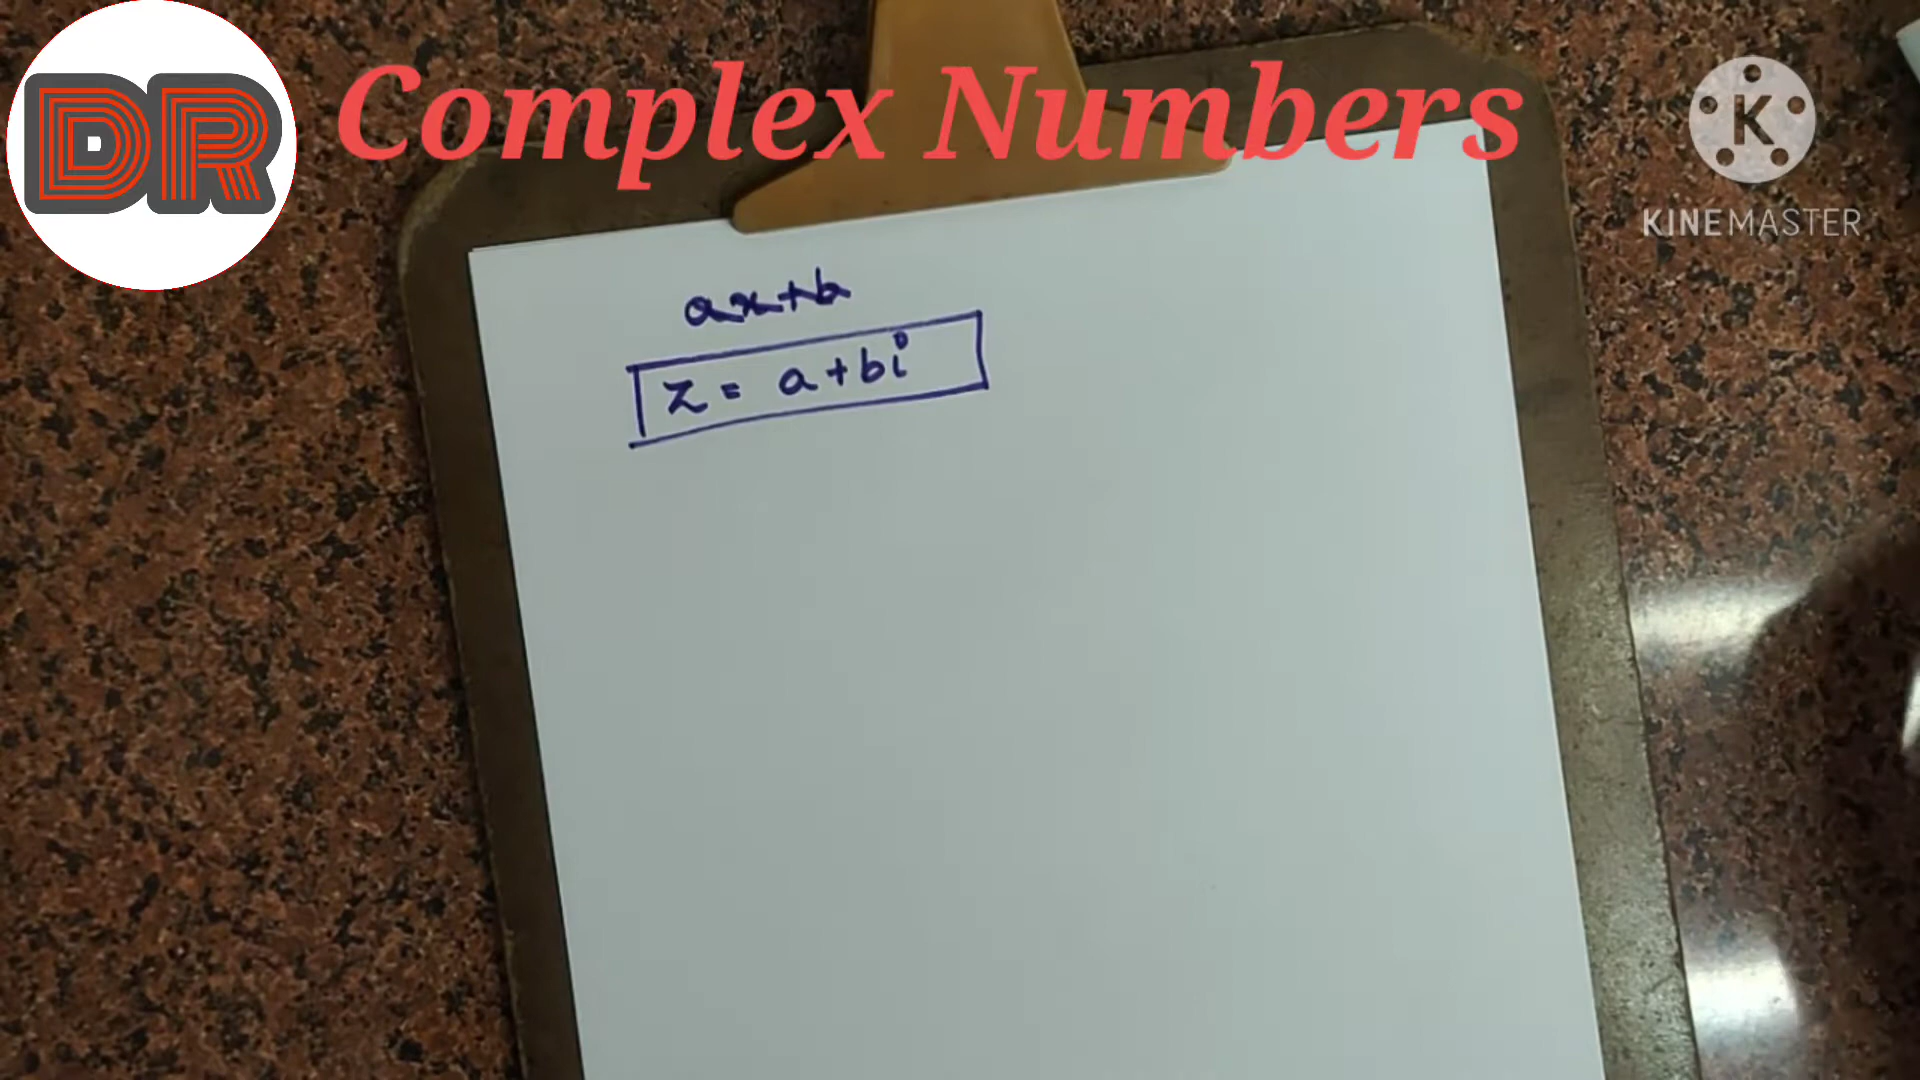 DR
Complex Numbers
K
KINEMASTER
ax+b
z = a+bi